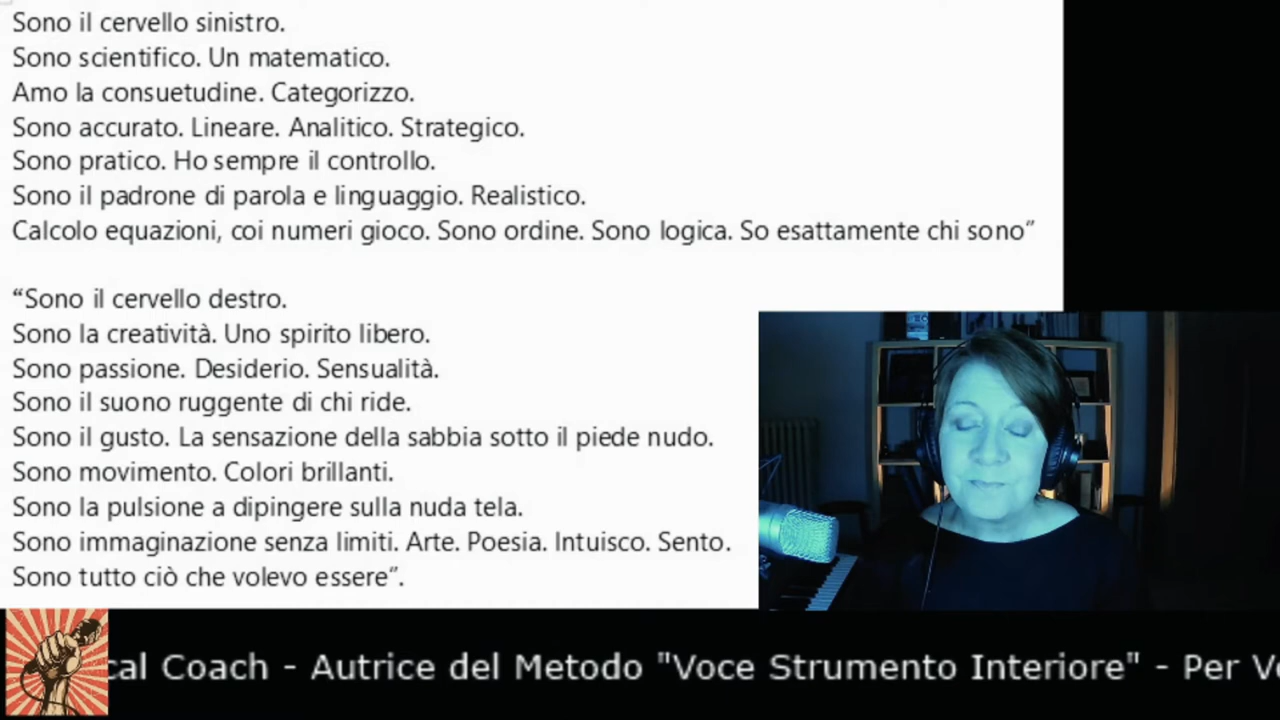 Sono il cervello sinistro.
Sono scientifico. Un matematico.
Amo la consuetudine. Categorizzo.
Sono accurato. Lineare. Analitico. Strategico.
Sono pratico. Ho sempre il controllo.
Sono il padrone di parola e linguaggio. Realistico.
Calcolo equazioni, coi numeri gioco. Sono ordine. Sono logica. So esattamente chi sono”
“Sono il cervello destro.
Sono la creatività. Uno spirito libero.
Sono passione. Desiderio. Sensualità.
Sono il suono ruggente di chi ride.
Sono il gusto. La sensazione della sabbia sotto il piede nudo.
Sono movimento. Colori brillanti.
Sono la pulsione a dipingere sulla nuda tela.
Sono immaginazione senza limiti. Arte. Poesia. Intuisco. Sento.
Sono tutto ciò che volevo essere”.
cal Coach - Autrice del Metodo "Voce Strumento Interiore" - Per V